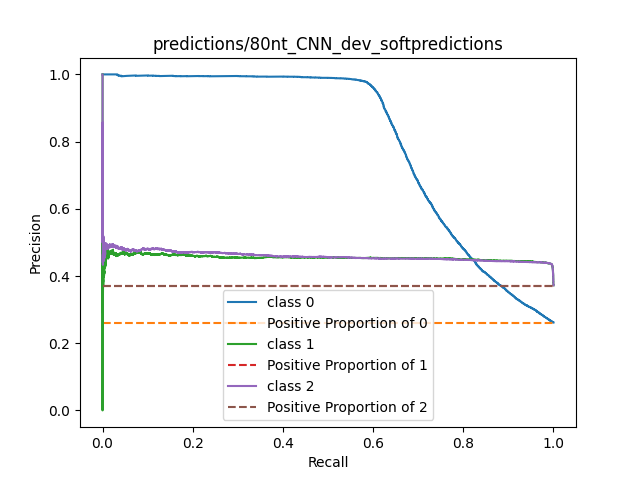 predictions/80nt_CNN_dev_softpredictions
1.0
0.8
0.6
0.4
0.2
0.0
Precision
class 0
Positive Proportion of 0
class 1
Positive Proportion of 1
class 2
Positive Proportion of 2
0.0 0.2 0.4 0.6 0.8 1.0
Recall